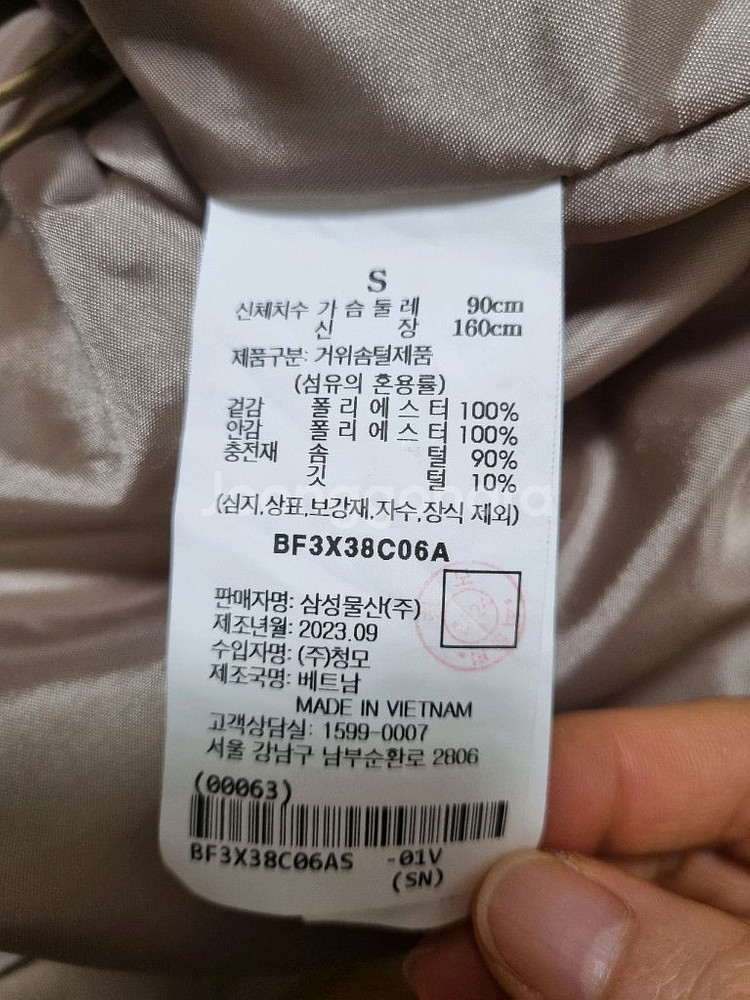 S
신체치수 가 슴 둘 레 90cm
신 장 160cm
제품구분: 거위솜털제품
(섬유의 혼용률)
겉감 폴 리 에 스 터 100%
안감 폴 리 에 스 터 100%
충전재 솜 털 90%
깃 털 10%
(심지,상표,보강재,자수,장식 제외)
BF3X38C06A
판매자명: 삼성물산(주)
제조년월: 2023.09
수입자명: (주)청모
제조국명: 베트남
MADE IN VIETNAM
고객상담실: 1599-0007
서울 강남구 남부순환로 2806
(00063)
BF3X38C06AS -01V
(SN)